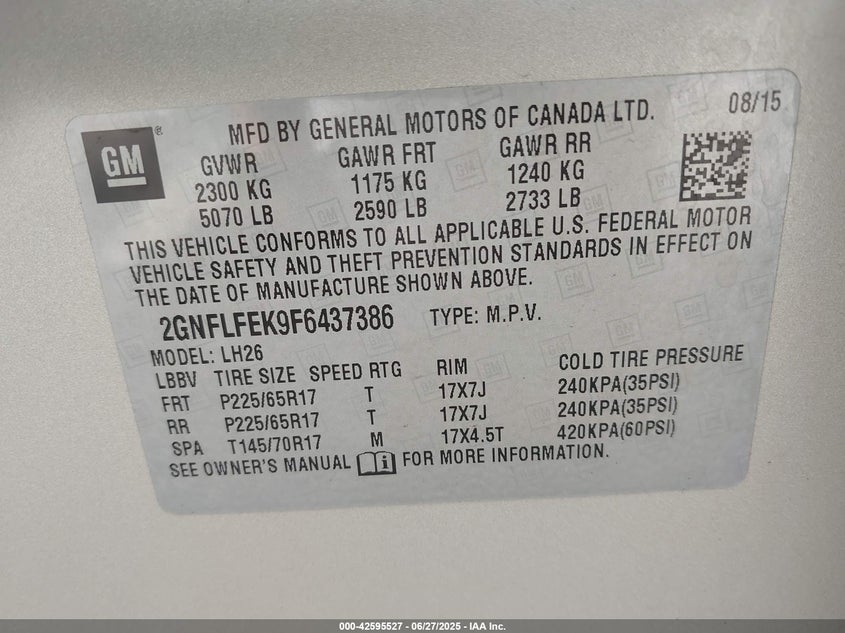 GM ®
MFD BY GENERAL MOTORS OF CANADA LTD. 08/15
GVWR GAWR FRT GAWR RR
2300 KG 1175 KG 1240 KG
5070 LB 2590 LB 2733 LB
THIS VEHICLE CONFORMS TO ALL APPLICABLE U.S. FEDERAL MOTOR
VEHICLE SAFETY AND THEFT PREVENTION STANDARDS IN EFFECT ON
THE DATE OF MANUFACTURE SHOWN ABOVE.
2GNFLFEK9F6437386 TYPE: M.P.V.
MODEL: LH26
LBBV TIRE SIZE SPEED RTG RIM COLD TIRE PRESSURE
FRT P225/65R17 T 17X7J 240KPA(35PSI)
RR P225/65R17 T 17X7J 240KPA(35PSI)
SPA T145/70R17 M 17X4.5T 420KPA(60PSI)
SEE OWNER'S MANUAL i FOR MORE INFORMATION.
000-42595527 - 06/27/2025 - IAA Inc.